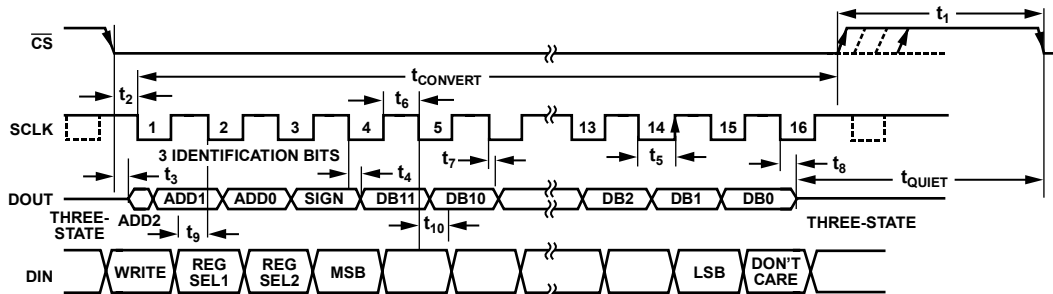 t1
CS
tCONVERT
t2
t6
SCLK
1 2 3 4 5 13 14 15 16
3 IDENTIFICATION BITS
t7
t5
t8
t3
t4
tQUIET
DOUT
ADD1 ADD0 SIGN DB11 DB10 DB2 DB1 DB0
THREE-STATE
ADD2
THREE-STATE
t9
t10
DIN
WRITE
REG SEL1
REG SEL2
MSB
LSB
DON'T CARE